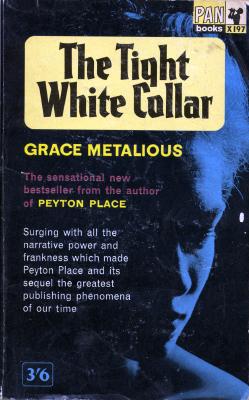 PAN
books
X197
The Tight
White Collar
GRACE METALIOUS
The sensational new
bestseller from the author
of PEYTON PLACE
Surging with all the
narrative power and
frankness which made
Peyton Place and its
sequel the greatest
publishing phenomena
of our time
3'6